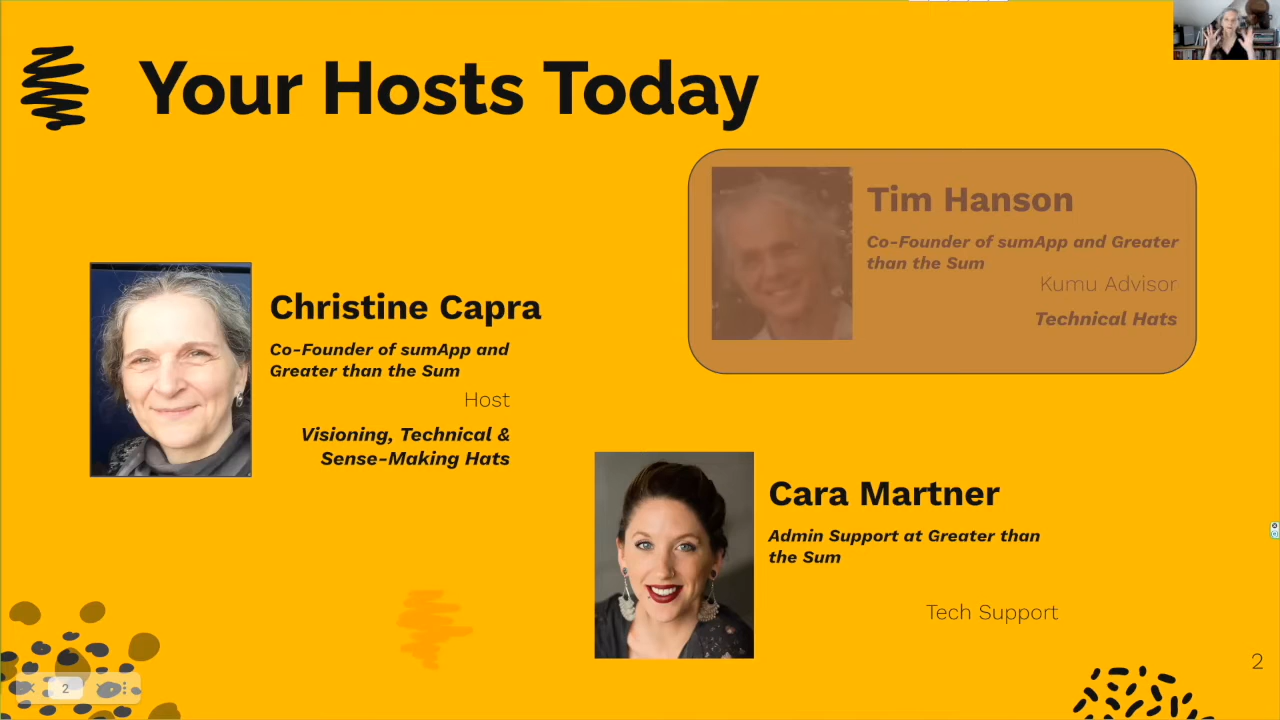 Your Hosts Today
Tim Hanson
Co-Founder of sumApp and Greater
than the Sum
Kumu Advisor
Technical Hats
Christine Capra
Co-Founder of sumApp and
Greater than the Sum
Host
Visioning, Technical &
Sense-Making Hats
Cara Martner
Admin Support at Greater than
the Sum
Tech Support
2
2